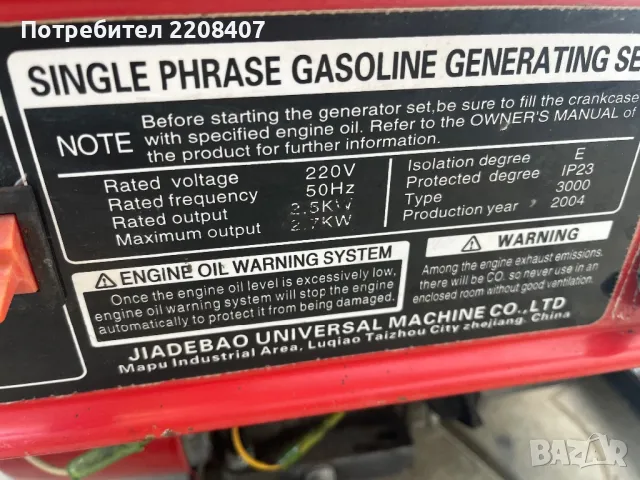 Потребител 2208407
SINGLE PHRASE GASOLINE GENERATING SE
NOTE
Before starting the generator set,be sure to fill the crankcase
with specified engine oil. Refer to the OWNER'S MANUAL of
the product for further information.
Rated voltage 220V
Rated frequency 50Hz
Rated output 2.5KW
Maximum output 2.7KW
Isolation degree E
Protected degree IP23
Type 3000
Production year 2004
ENGINE OIL WARNING SYSTEM
Once the engine oil level is excessively low,
engine oil warning system will stop the engine
automatically to protect it from being damaged.
WARNING
Among the engine exhaust emissions,
there will be CO. so never use in an
enclosed room without good ventilation.
JIADEBAO UNIVERSAL MACHINE CO.,LTD
Mapu Industrial Area, Luqiao Taizhou City zhejiang. China
BAZAR